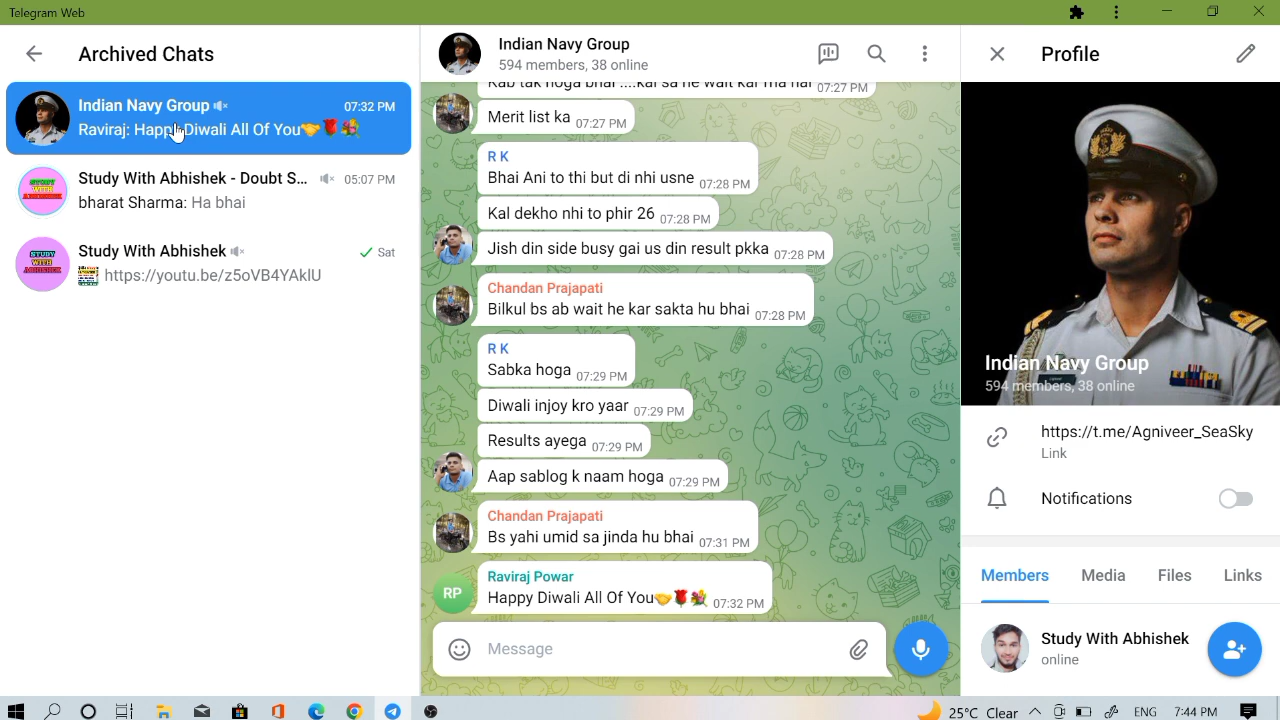 Telegram Web
Archived Chats
Indian Navy Group
07:32 PM
Raviraj: Happy Diwali All Of You🤝🌹💐
Study With Abhishek - Doubt S...
05:07 PM
bharat Sharma: Ha bhai
Study With Abhishek
Sat
https://youtu.be/z5oVB4YAkIU
Indian Navy Group
594 members, 38 online
Kab tak hoga bhai ....kal sa he wait kar rha hai 07:27 PM
Merit list ka 07:27 PM
R K
Bhai Ani to thi but di nhi usne 07:28 PM
Kal dekho nhi to phir 26 07:28 PM
Jish din side busy gai us din result pkka 07:28 PM
Chandan Prajapati
Bilkul bs ab wait he kar sakta hu bhai 07:28 PM
R K
Sabka hoga 07:29 PM
Diwali injoy kro yaar 07:29 PM
Results ayega 07:29 PM
Aap sablog k naam hoga 07:29 PM
Chandan Prajapati
Bs yahi umid sa jinda hu bhai 07:31 PM
RP
Raviraj Powar
Happy Diwali All Of You🤝🌹💐 07:32 PM
Message
Profile
Indian Navy Group
594 members, 38 online
https://t.me/Agniveer_SeaSky
Link
Notifications
Members Media Files Links
Study With Abhishek
online
25°C Clear ENG 7:44 PM